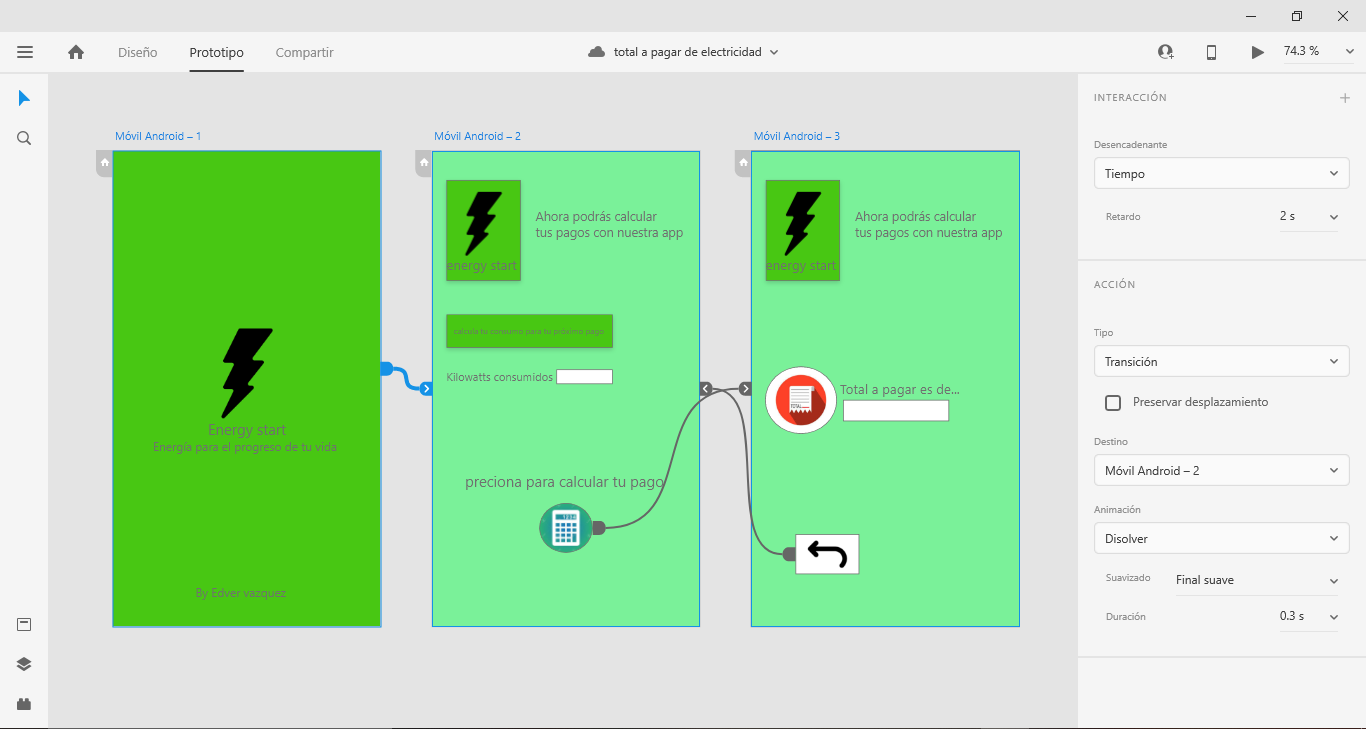 Diseño
Prototipo
Compartir
total a pagar de electricidad
74.3 %
Móvil Android – 1
Energy start
Energía para el progreso de tu vida
By Edver vazquez
Móvil Android – 2
Ahora podrás calcular
tus pagos con nuestra app
energy start
calcula tu consumo para tu próximo pago
Kilowatts consumidos
preciona para calcular tu pago
Móvil Android – 3
Ahora podrás calcular
tus pagos con nuestra app
energy start
TOTAL
Total a pagar es de...
INTERACCIÓN
Desencadenante
Tiempo
Retardo
2 s
ACCIÓN
Tipo
Transición
Preservar desplazamiento
Destino
Móvil Android – 2
Animación
Disolver
Suavizado
Final suave
Duración
0.3 s